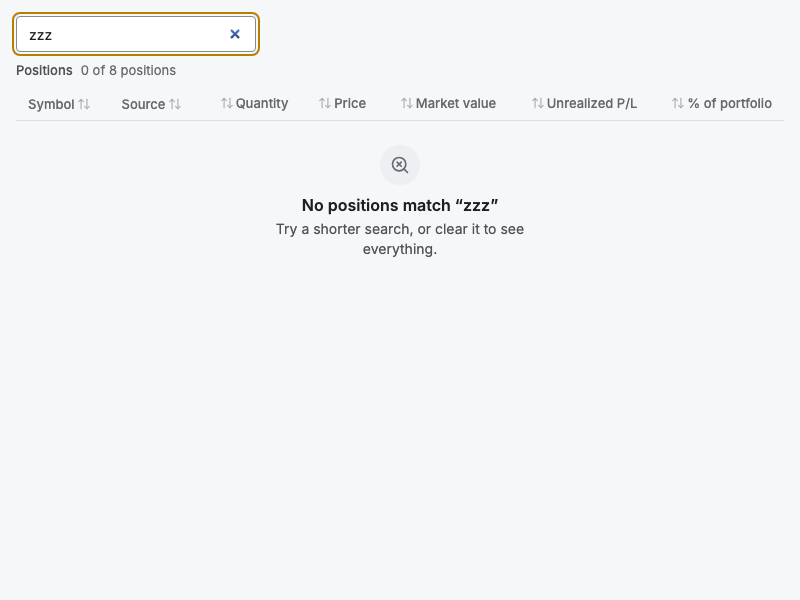 zzz
Positions 0 of 8 positions
Symbol Source Quantity Price Market value Unrealized P/L % of portfolio
No positions match “zzz”
Try a shorter search, or clear it to see
everything.